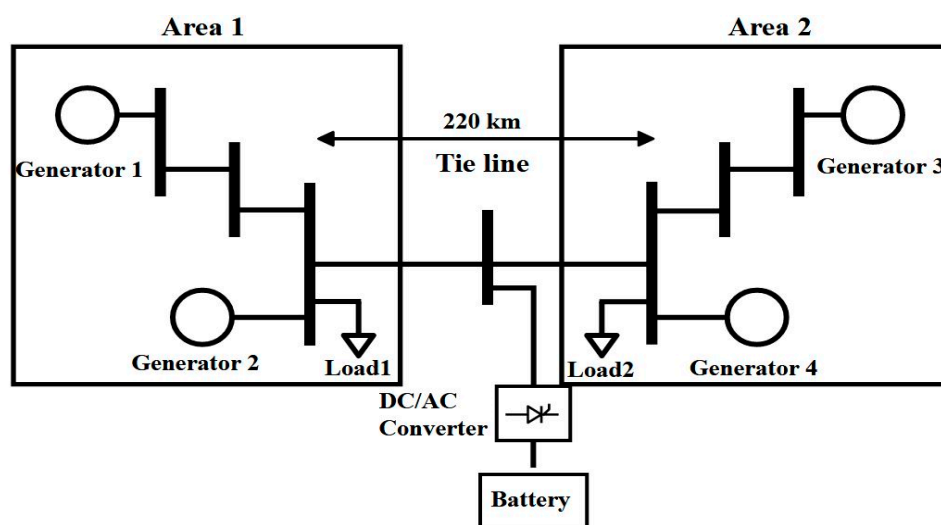 Area 1
Area 2
220 km
Tie line
Generator 1
Generator 3
Generator 2
Load1
Load2
Generator 4
DC/AC
Converter
Battery